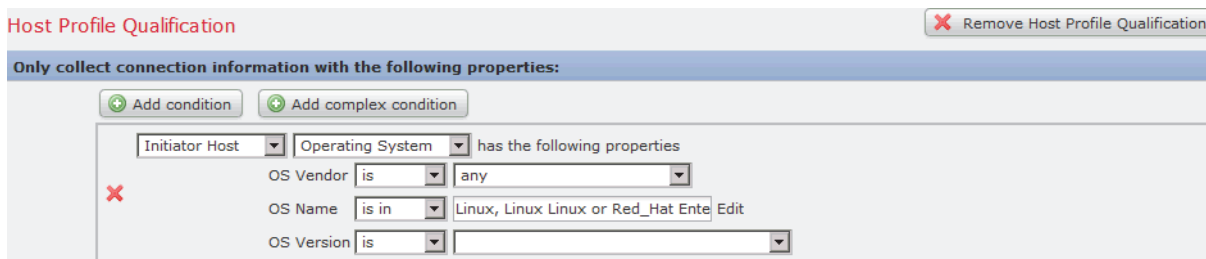 Host Profile Qualification
Remove Host Profile Qualification
Only collect connection information with the following properties:
Add condition Add complex condition
Initiator Host Operating System has the following properties
OS Vendor is any
OS Name is in Linux, Linux Linux or Red_Hat Ente Edit
OS Version is